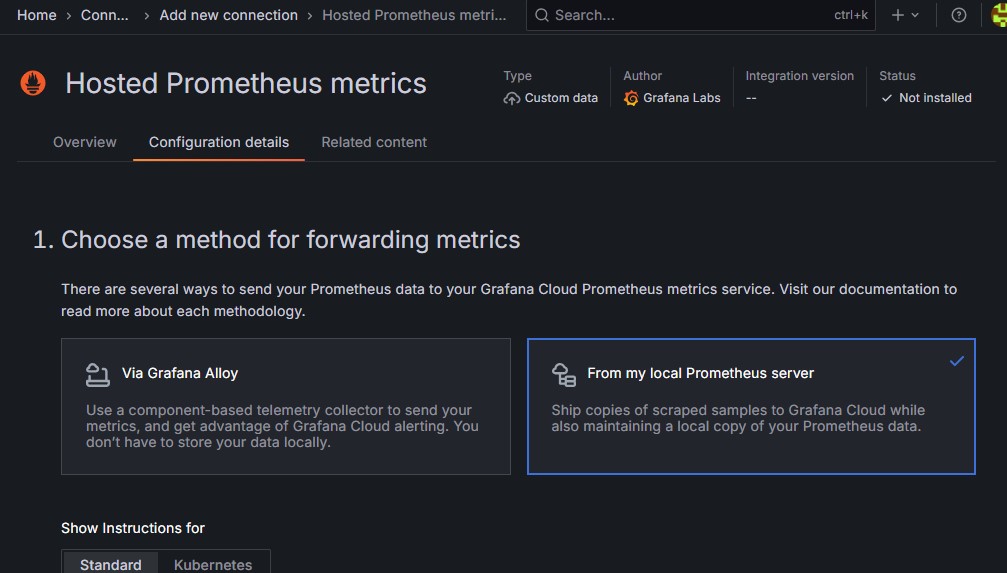 Home › Conn... › Add new connection › Hosted Prometheus metri... Search... ctrl+k
Hosted Prometheus metrics
Type Author Integration version Status
Custom data Grafana Labs -- Not installed
Overview Configuration details Related content
1. Choose a method for forwarding metrics
There are several ways to send your Prometheus data to your Grafana Cloud Prometheus metrics service. Visit our documentation to
read more about each methodology.
Via Grafana Alloy
Use a component-based telemetry collector to send your
metrics, and get advantage of Grafana Cloud alerting. You
don't have to store your data locally.
From my local Prometheus server
Ship copies of scraped samples to Grafana Cloud while
also maintaining a local copy of your Prometheus data.
Show Instructions for
Standard Kubernetes